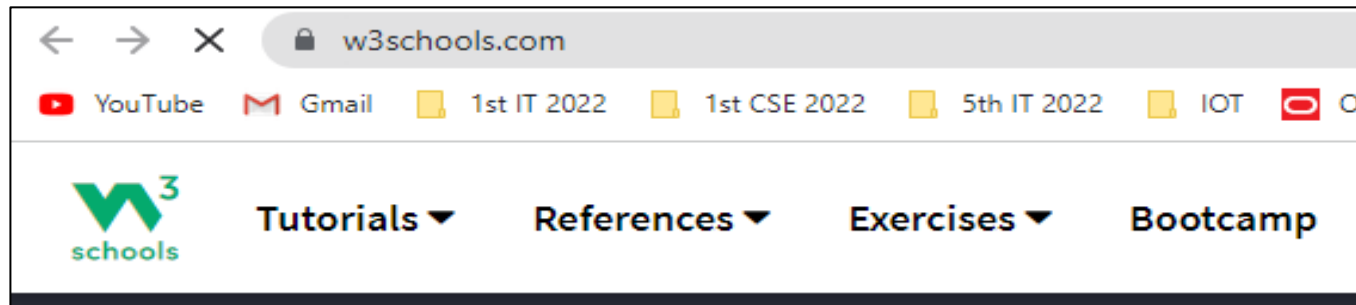 w3schools.com
YouTube Gmail 1st IT 2022 1st CSE 2022 5th IT 2022 IOT
W3 schools Tutorials References Exercises Bootcamp